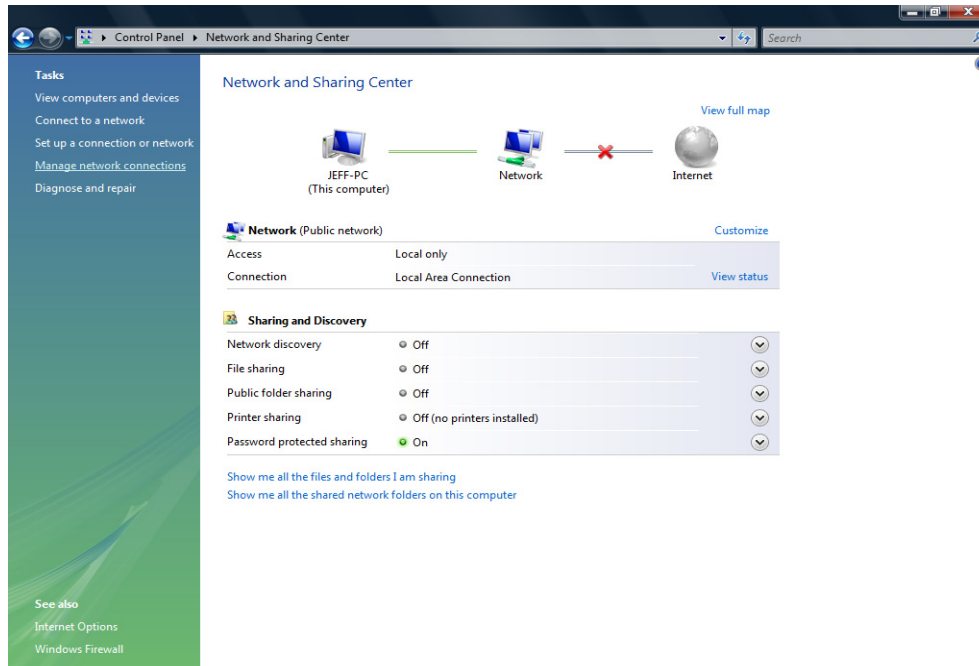 Control Panel Network and Sharing Center
Search
Tasks
View computers and devices
Connect to a network
Set up a connection or network
Manage network connections
Diagnose and repair
Network and Sharing Center
View full map
JEFF-PC
(This computer)
Network
Internet
Network (Public network)
Customize
Access Local only
Connection Local Area Connection View status
Sharing and Discovery
Network discovery Off
File sharing Off
Public folder sharing Off
Printer sharing Off (no printers installed)
Password protected sharing On
Show me all the files and folders I am sharing
Show me all the shared network folders on this computer
See also
Internet Options
Windows Firewall